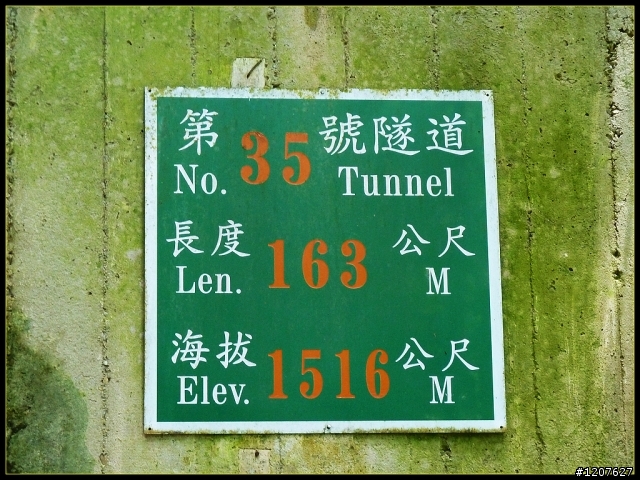 第 35 號隧道
No. Tunnel
長度 163 公尺
Len. M
海拔 1516 公尺
Elev. M
#1207627